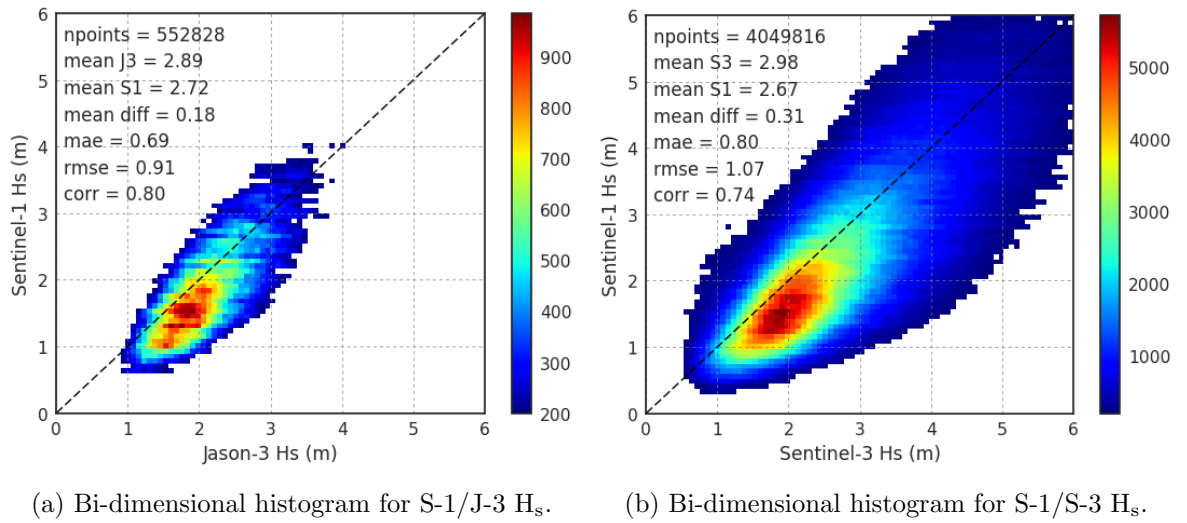 6
5
4
3
2
1
0
0 1 2 3 4 5 6
Sentinel-1 Hs (m)
Jason-3 Hs (m)
npoints = 552828
mean J3 = 2.89
mean S1 = 2.72
mean diff = 0.18
mae = 0.69
rmse = 0.91
corr = 0.80
900
800
700
600
500
400
300
200
(a) Bi-dimensional histogram for S-1/J-3 Hₛ.
6
5
4
3
2
1
0
0 1 2 3 4 5 6
Sentinel-1 Hs (m)
Sentinel-3 Hs (m)
npoints = 4049816
mean S3 = 2.98
mean S1 = 2.67
mean diff = 0.31
mae = 0.80
rmse = 1.07
corr = 0.74
5000
4000
3000
2000
1000
(b) Bi-dimensional histogram for S-1/S-3 Hₛ.